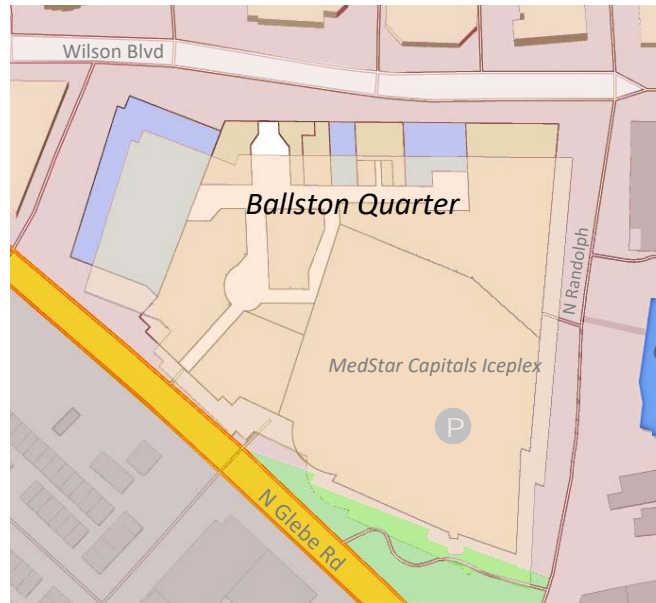 Wilson Blvd
Ballston Quarter
N Randolph
MedStar Capitals Iceplex
P
N Glebe Rd